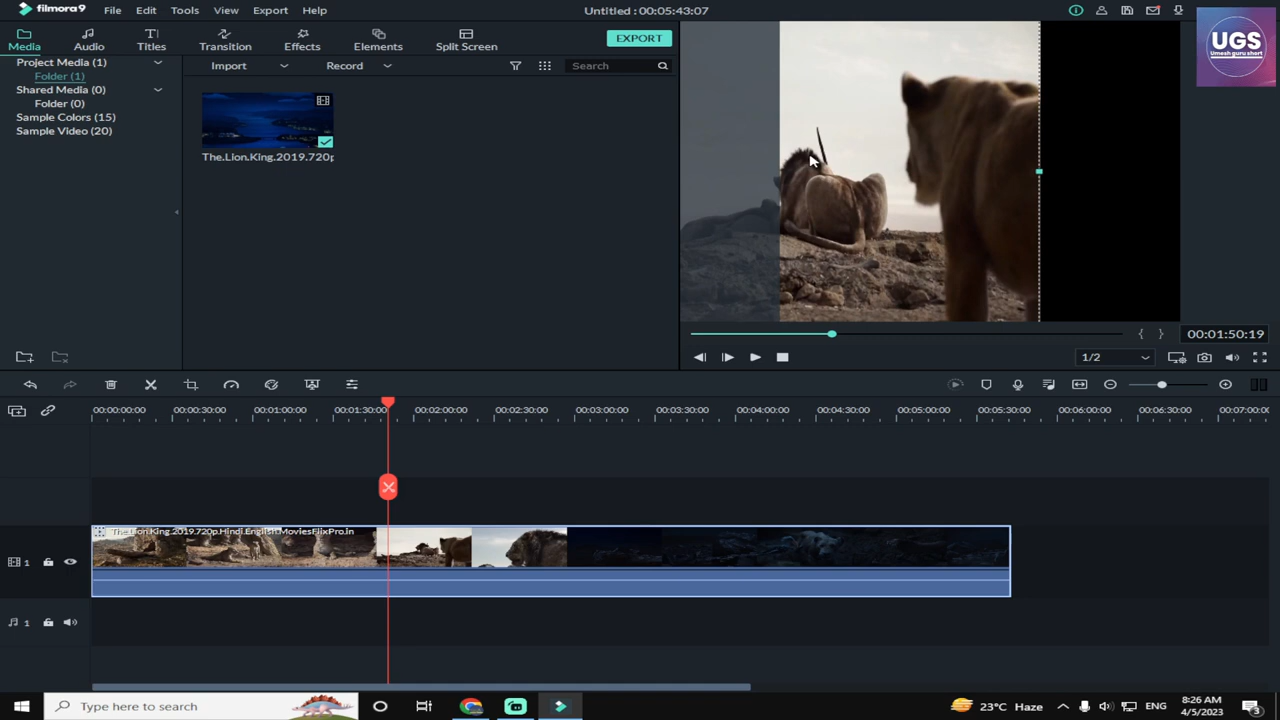 filmora9
File Edit Tools View Export Help
Untitled : 00:05:43:07
Media Audio Titles Transition Effects Elements Split Screen
EXPORT
UGS
Umesh guru short
Project Media (1)
Folder (1)
Shared Media (0)
Folder (0)
Sample Colors (15)
Sample Video (20)
Import Record Search
The.Lion.King.2019.720p
00:01:50:19
1/2
00:00:00:00 00:00:30:00 00:01:00:00 00:01:30:00 00:02:00:00 00:02:30:00 00:03:00:00 00:03:30:00 00:04:00:00 00:04:30:00 00:05:00:00 00:05:30:00 00:06:00:00 00:06:30:00 00:07:00:00
The.Lion.King.2019.720p.Hindi.English.MoviesFlixPro.in
1
1
Type here to search
23°C Haze
ENG
8:26 AM
4/5/2023
3